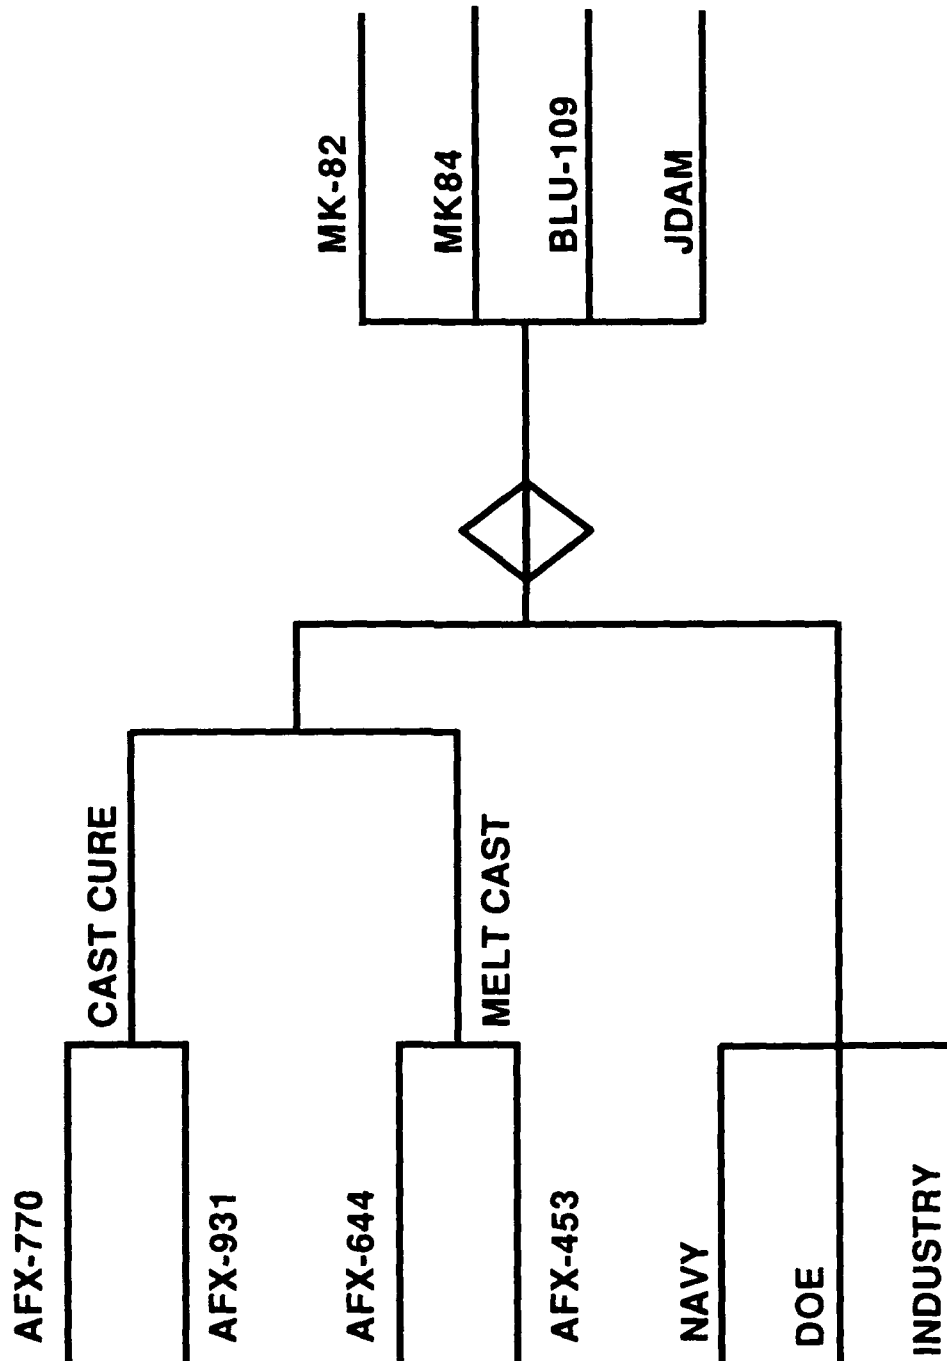 AFX-770
CAST CURE
AFX-931
AFX-644
MELT CAST
AFX-453
NAVY
DOE
INDUSTRY
MK-82
MK84
BLU-109
JDAM